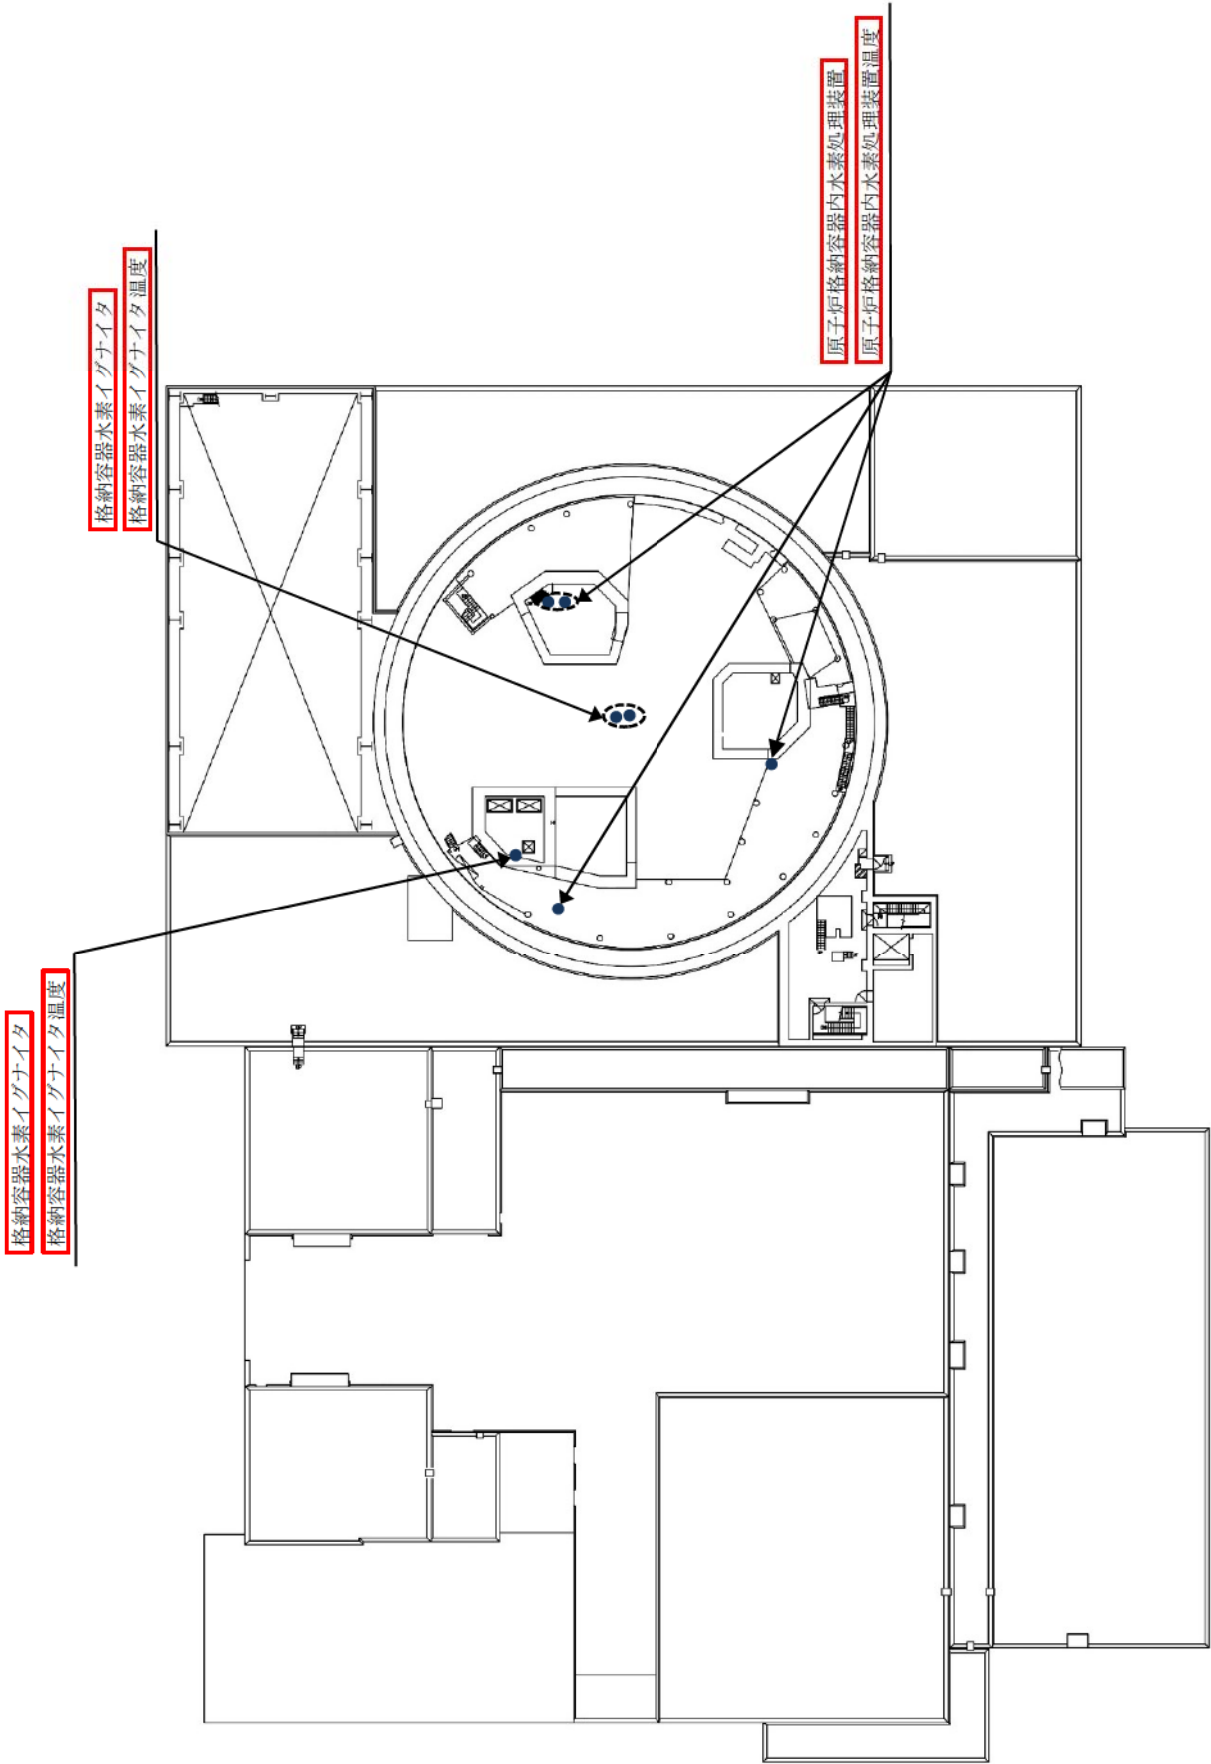 格納容器水素イグナイタ
格納容器水素イグナイタ温度
格納容器水素イグナイタ
格納容器水素イグナイタ温度
原子炉格納容器内水素処理装置
原子炉格納容器内水素処理装置温度